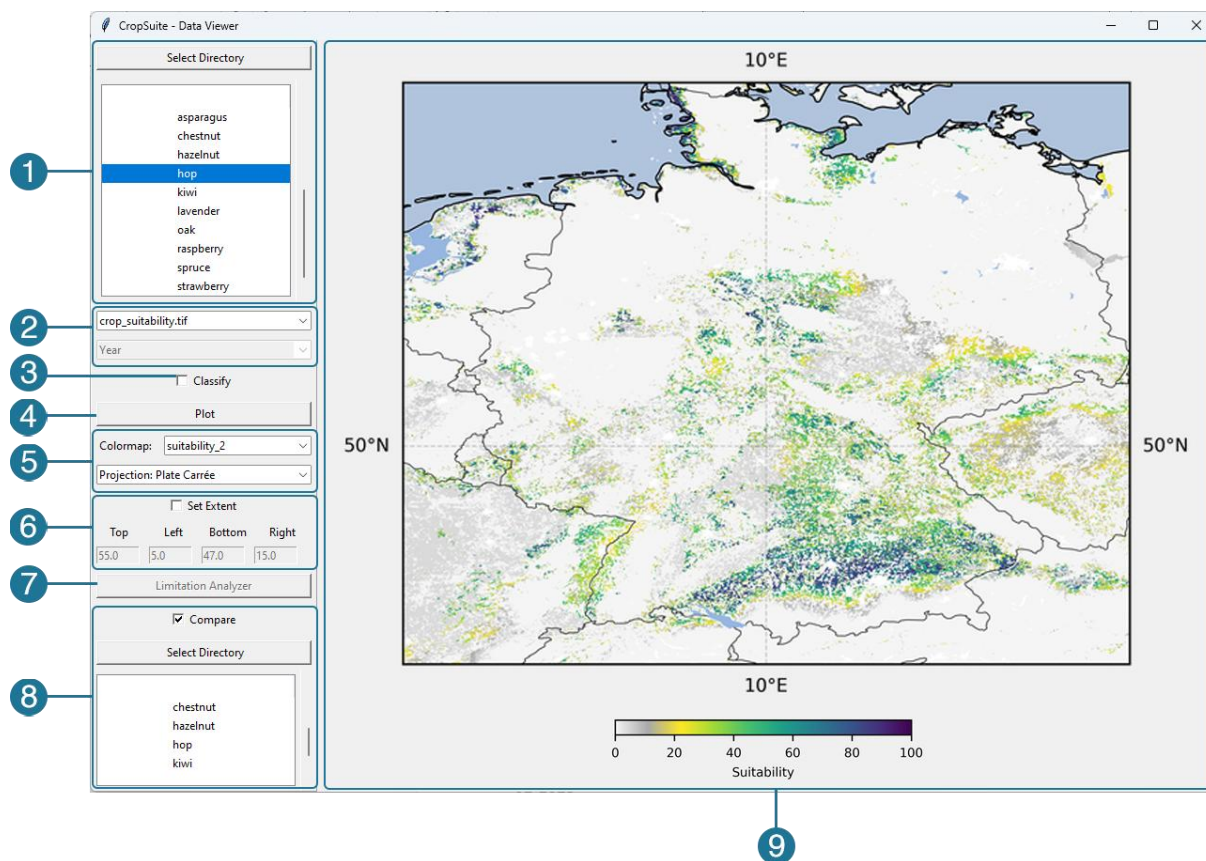 CropSuite - Data Viewer
Select Directory
asparagus
chestnut
hazelnut
hop
kiwi
lavender
oak
raspberry
spruce
strawberry
1
crop_suitability.tif
2
Year
3
Classify
4
Plot
Colormap: suitability_2
5
Projection: Plate Carrée
Set Extent
6
Top Left Bottom Right
55.0 5.0 47.0 15.0
7
Limitation Analyzer
Compare
Select Directory
8
chestnut
hazelnut
hop
kiwi
10°E
50°N 50°N
10°E
0 20 40 60 80 100
Suitability
9